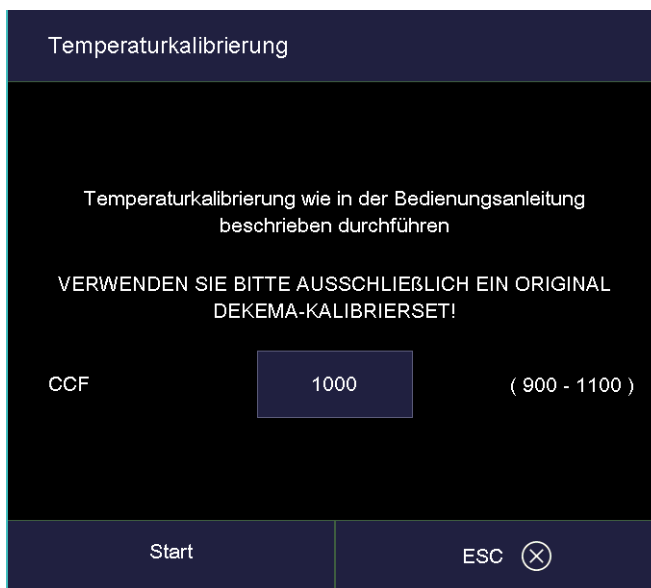 Temperaturkalibrierung
Temperaturkalibrierung wie in der Bedienungsanleitung
beschrieben durchführen
VERWENDEN SIE BITTE AUSSCHLIEßLICH EIN ORIGINAL
DEKEMA-KALIBRIERSET!
CCF 1000 ( 900 - 1100 )
Start ESC